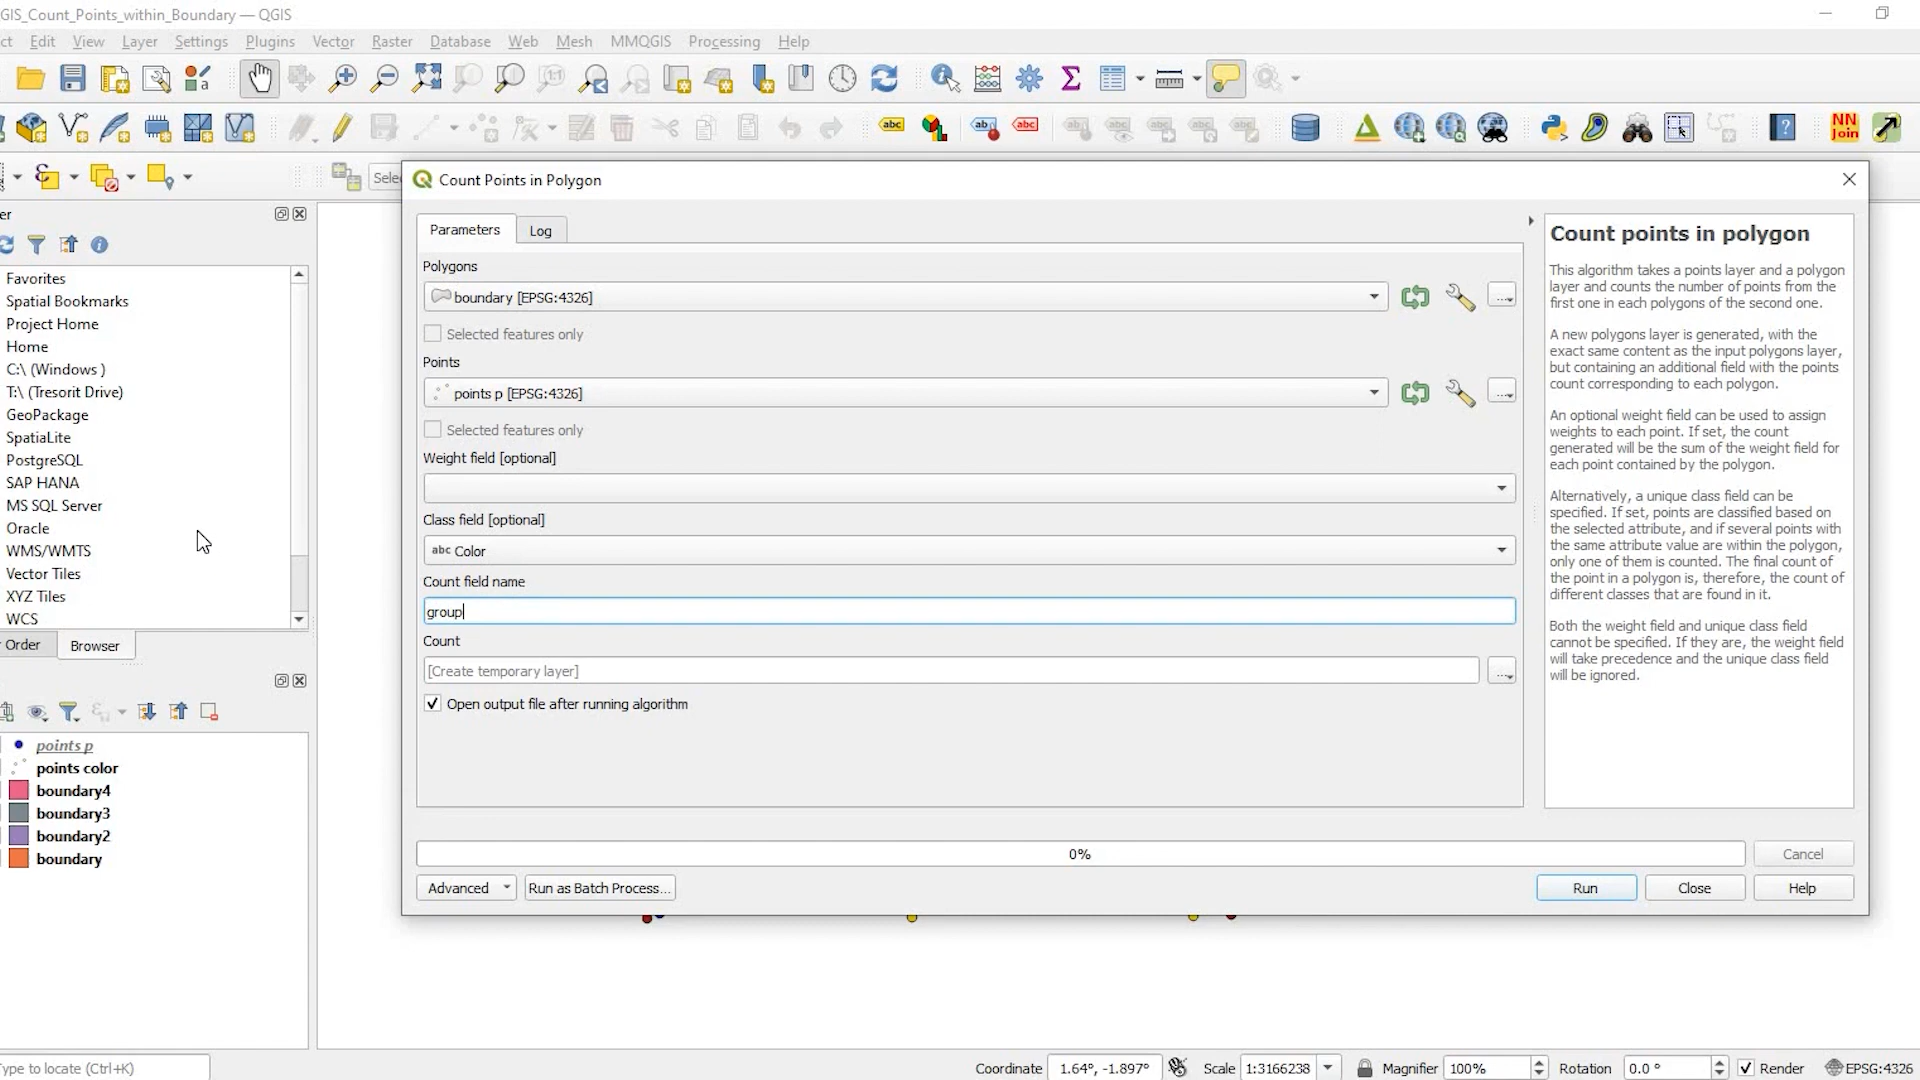 GIS_Count_Points_within_Boundary — QGIS
ct Edit View Layer Settings Plugins Vector Raster Database Web Mesh MMQGIS Processing Help
abc abc ab abc ab NN Join
Selec
Count Points in Polygon
er
Parameters Log
Polygons
boundary [EPSG:4326]
Selected features only
Points
points p [EPSG:4326]
Selected features only
Weight field [optional]
Class field [optional]
abc Color
Count field name
group
Count
[Create temporary layer]
Open output file after running algorithm
Count points in polygon
This algorithm takes a points layer and a polygon
layer and counts the number of points from the
first one in each polygons of the second one.
A new polygons layer is generated, with the
exact same content as the input polygons layer,
but containing an additional field with the points
count corresponding to each polygon.
An optional weight field can be used to assign
weights to each point. If set, the count
generated will be the sum of the weight field for
each point contained by the polygon.
Alternatively, a unique class field can be
specified. If set, points are classified based on
the selected attribute, and if several points with
the same attribute value are within the polygon,
only one of them is counted. The final count of
the point in a polygon is, therefore, the count of
different classes that are found in it.
Both the weight field and unique class field
cannot be specified. If they are, the weight field
will take precedence and the unique class field
will be ignored.
0% Cancel
Advanced Run as Batch Process... Run Close Help
Favorites
Spatial Bookmarks
Project Home
Home
C:\ (Windows )
T:\ (Tresorit Drive)
GeoPackage
SpatiaLite
PostgreSQL
SAP HANA
MS SQL Server
Oracle
WMS/WMTS
Vector Tiles
XYZ Tiles
WCS
Order Browser
points p
points color
boundary4
boundary3
boundary2
boundary
Type to locate (Ctrl+K) Coordinate 1.64°, -1.897° Scale 1:3166238 Magnifier 100% Rotation 0.0 ° Render EPSG:4326